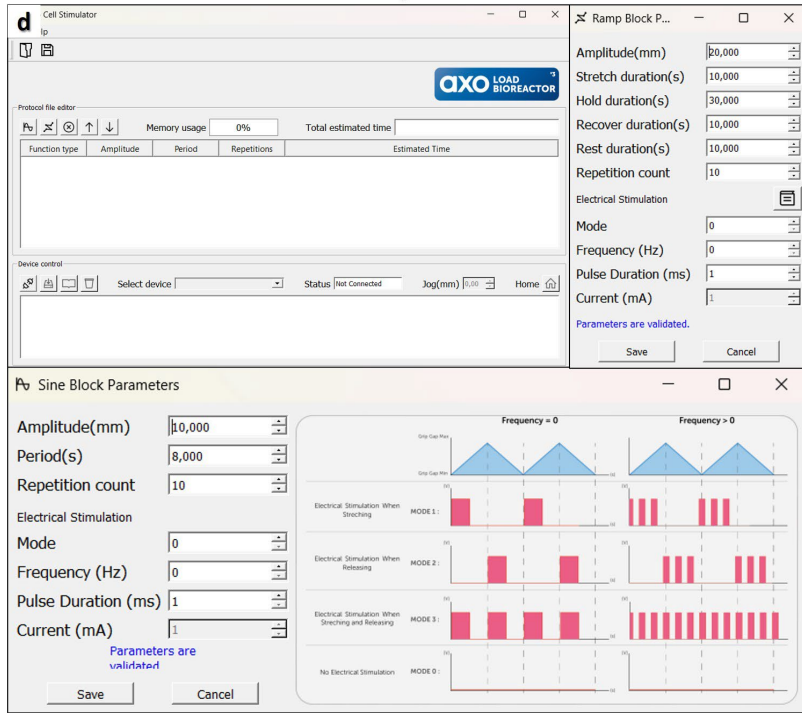 d
Cell Stimulator
lp
axo LOAD BIOREACTOR
Protocol file editor
Memory usage 0% Total estimated time
Function type Amplitude Period Repetitions Estimated Time
Device control
Select device Status Not Connected Jog(mm) 0,00 Home
Ramp Block P...
Amplitude(mm) 20,000
Stretch duration(s) 10,000
Hold duration(s) 30,000
Recover duration(s) 10,000
Rest duration(s) 10,000
Repetition count 10
Electrical Stimulation
Mode 0
Frequency (Hz) 0
Pulse Duration (ms) 1
Current (mA) 1
Parameters are validated.
Save Cancel
Sine Block Parameters
Amplitude(mm) 10,000
Period(s) 8,000
Repetition count 10
Electrical Stimulation
Mode 0
Frequency (Hz) 0
Pulse Duration (ms) 1
Current (mA) 1
Parameters are
validated
Save Cancel
Frequency = 0 Frequency > 0
Grip Gap Max
Grip Gap Min
Electrical Stimulation When
Streching
MODE 1 :
Electrical Stimulation When
Releasing
MODE 2 :
Electrical Stimulation When
Streching and Releasing
MODE 3 :
No Electrical Stimulation
MODE 0 :